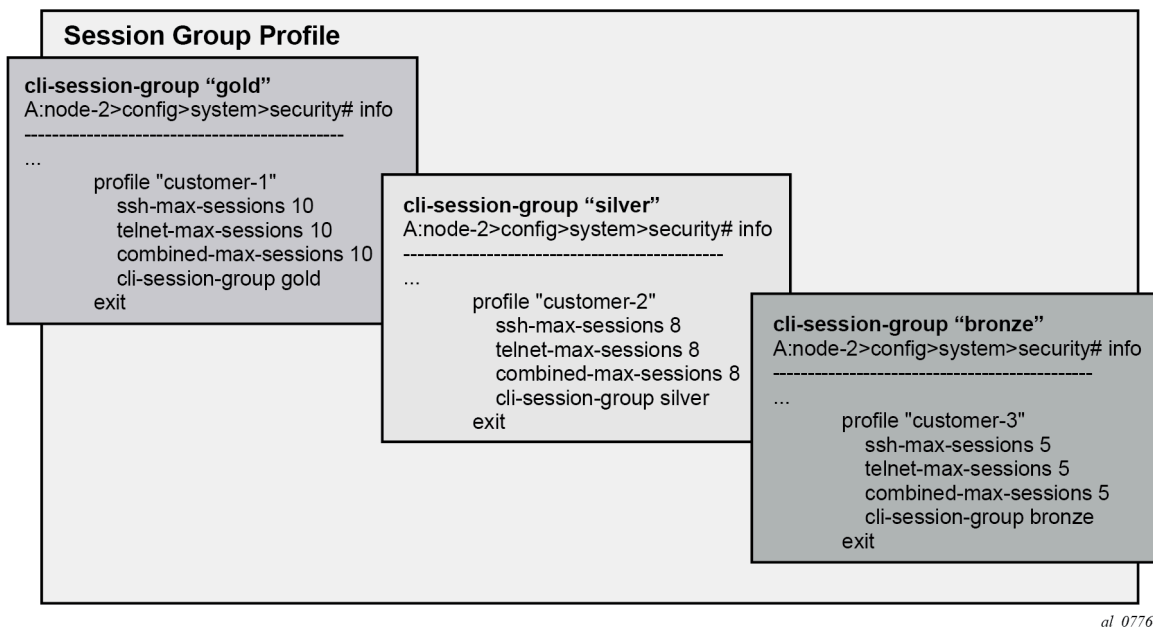 Session Group Profile
cli-session-group “gold”
A:node-2>config>system>security# info
----------------------------------------------
...
profile "customer-1"
ssh-max-sessions 10
telnet-max-sessions 10
combined-max-sessions 10
cli-session-group gold
exit
cli-session-group “silver”
A:node-2>config>system>security# info
----------------------------------------------
...
profile "customer-2"
ssh-max-sessions 8
telnet-max-sessions 8
combined-max-sessions 8
cli-session-group silver
exit
cli-session-group “bronze”
A:node-2>config>system>security# info
----------------------------------------------
...
profile "customer-3"
ssh-max-sessions 5
telnet-max-sessions 5
combined-max-sessions 5
cli-session-group bronze
exit
al_0776